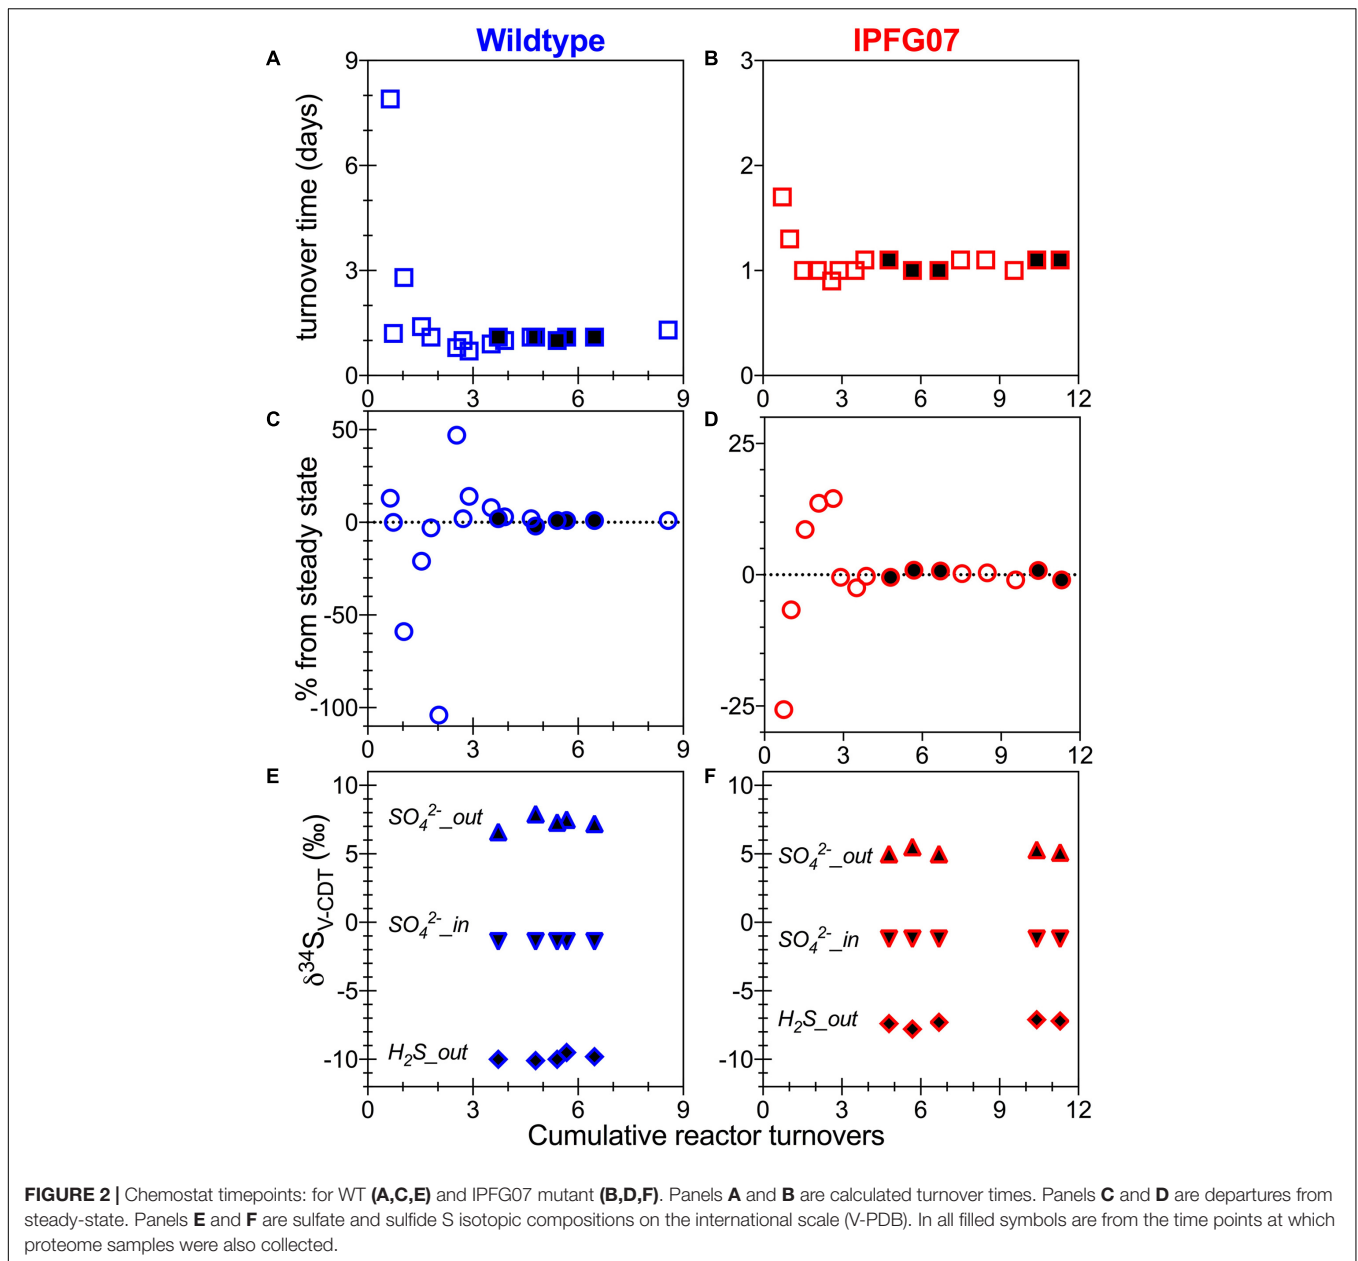 Wildtype
IPFG07
A
B
turnover time (days)
9
6
3
0
0
3
6
9
3
2
1
0
0
3
6
9
12
C
D
% from steady state
50
0
-50
-100
0
3
6
9
25
0
-25
0
3
6
9
12
E
F
δ³⁴S V-CDT (‰)
10
5
0
-5
-10
SO₄²⁻_out
SO₄²⁻_in
H₂S_out
0
3
6
9
10
5
0
-5
-10
SO₄²⁻_out
SO₄²⁻_in
H₂S_out
0
3
6
9
12
Cumulative reactor turnovers
FIGURE 2 | Chemostat timepoints: for WT (A,C,E) and IPFG07 mutant (B,D,F). Panels A and B are calculated turnover times. Panels C and D are departures from
steady-state. Panels E and F are sulfate and sulfide S isotopic compositions on the international scale (V-PDB). In all filled symbols are from the time points at which
proteome samples were also collected.